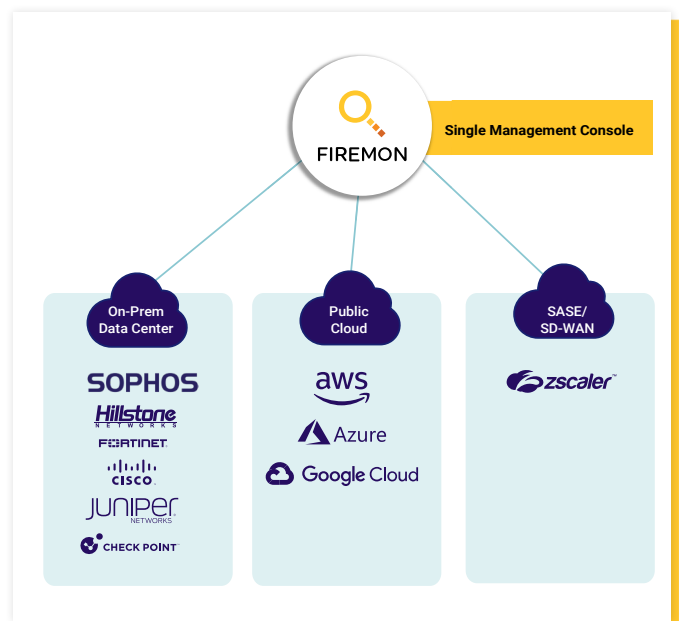 FIREMON
Single Management Console
On-Prem
Data Center
SOPHOS
Hillstone
NETWORKS
FORTINET
CISCO
JUNIPER
NETWORKS
CHECK POINT
Public
Cloud
aws
Azure
Google Cloud
SASE/
SD-WAN
zscaler™